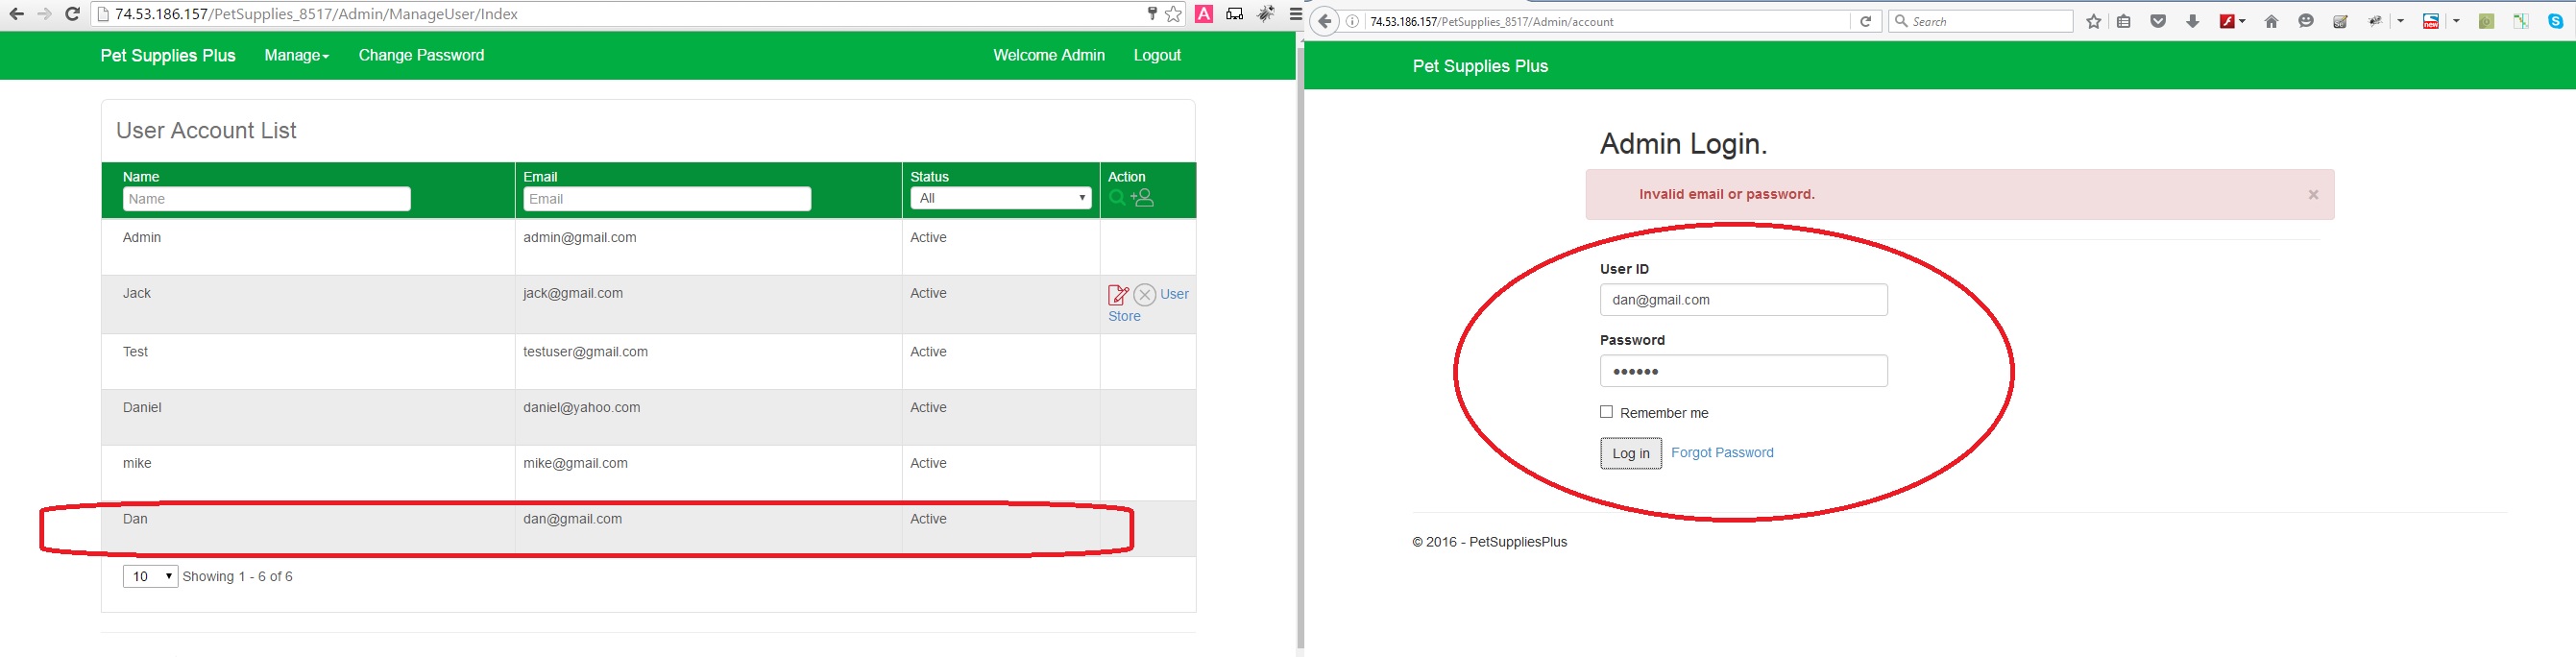 74.53.186.157/PetSupplies_8517/Admin/ManageUser/Index
Pet Supplies Plus Manage Change Password Welcome Admin Logout
User Account List
Name Email Status Action
Name Email All
Admin admin@gmail.com Active
Jack jack@gmail.com Active User
Store
Test testuser@gmail.com Active
Daniel daniel@yahoo.com Active
mike mike@gmail.com Active
Dan dan@gmail.com Active
10 Showing 1 - 6 of 6
74.53.186.157/PetSupplies_8517/Admin/account Search
Pet Supplies Plus
Admin Login.
Invalid email or password. ×
User ID
dan@gmail.com
Password
••••••
Remember me
Log in Forgot Password
© 2016 - PetSuppliesPlus